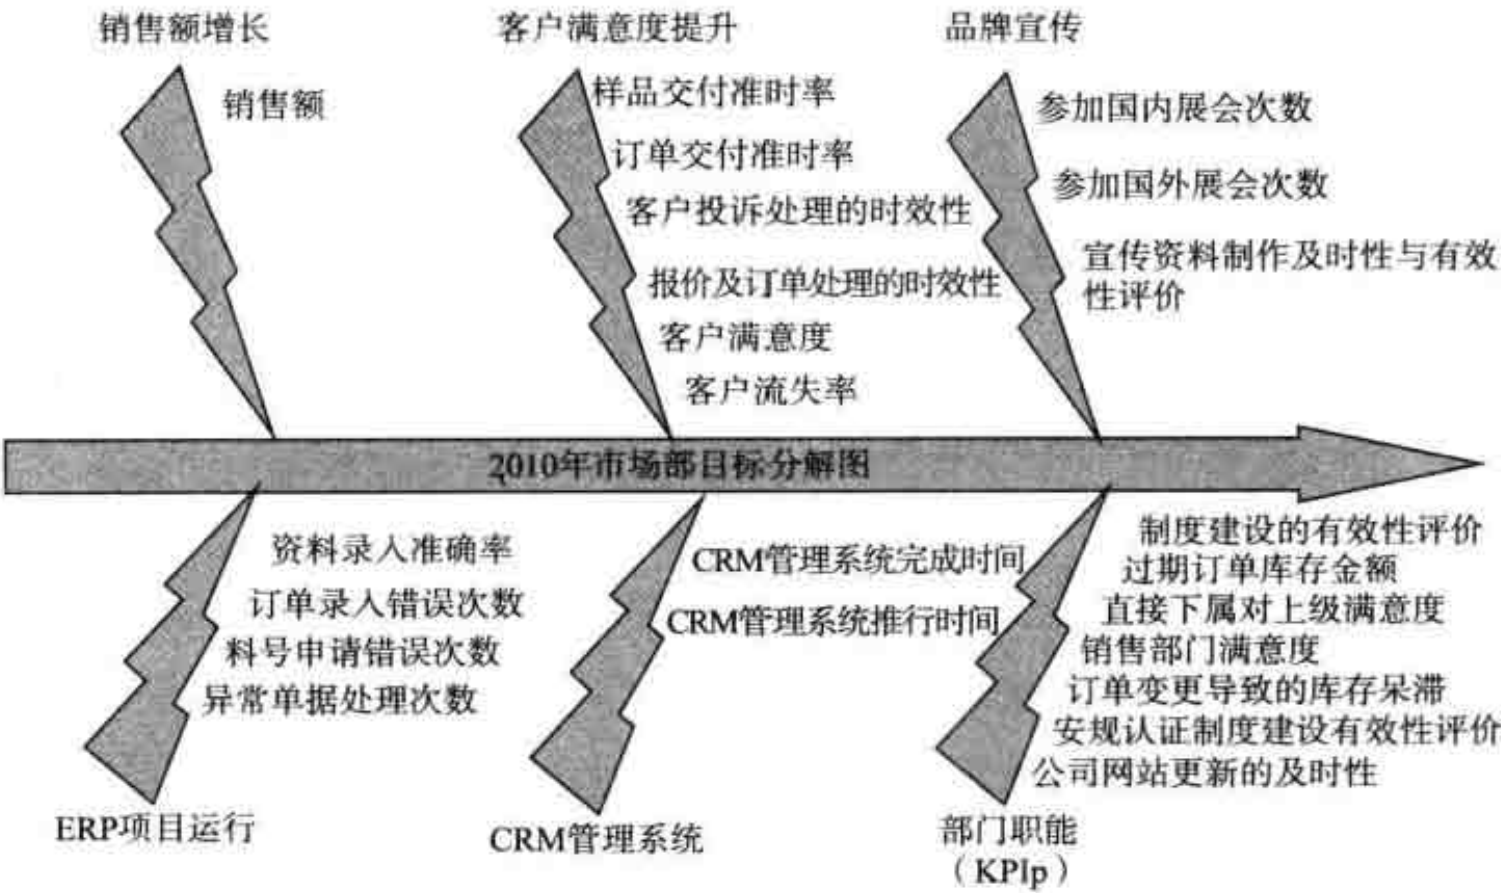 销售额增长
销售额
客户满意度提升
样品交付准时率
订单交付准时率
客户投诉处理的时效性
报价及订单处理的时效性
客户满意度
客户流失率
品牌宣传
参加国内展会次数
参加国外展会次数
宣传资料制作及时性与有效
性评价
2010年市场部目标分解图
资料录入准确率
订单录入错误次数
料号申请错误次数
异常单据处理次数
ERP项目运行
CRM管理系统完成时间
CRM管理系统推行时间
CRM管理系统
制度建设的有效性评价
过期订单库存金额
直接下属对上级满意度
销售部门满意度
订单变更导致的库存呆滞
安规认证制度建设有效性评价
公司网站更新的及时性
部门职能
（KPIp）